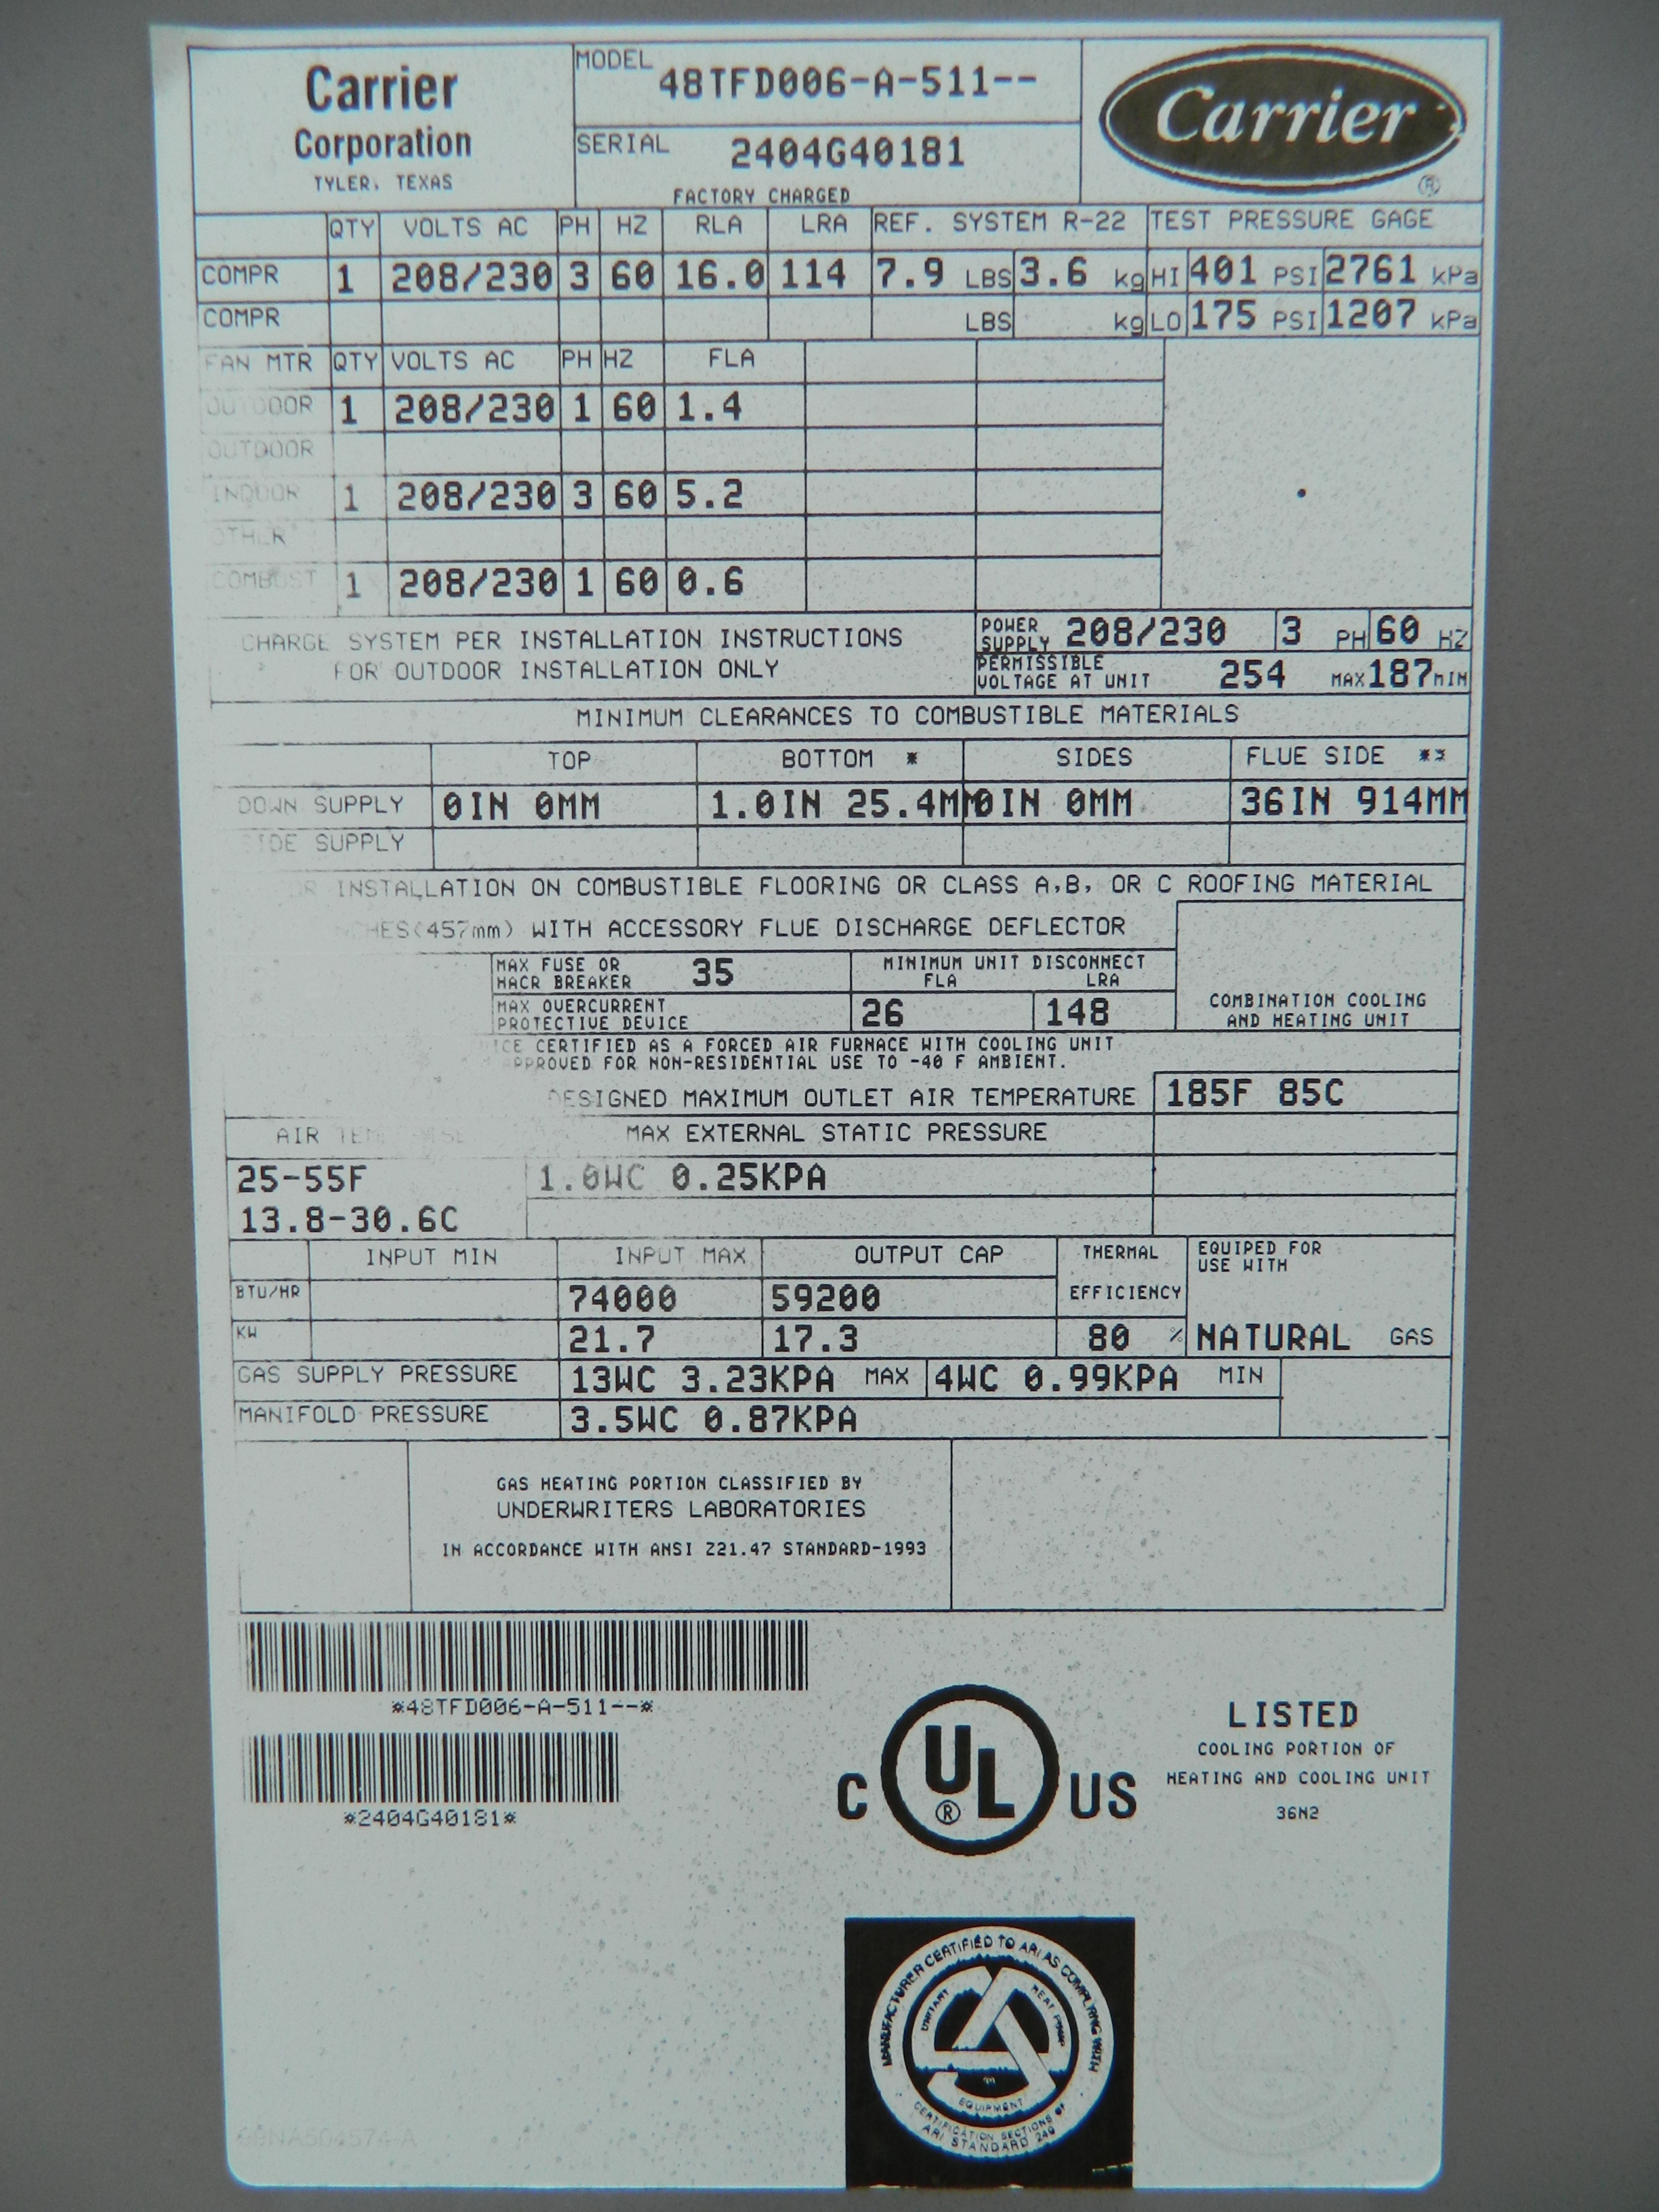 Carrier
Corporation
TYLER, TEXAS
MODEL 48TFD006-A-511--
SERIAL 2404G40181
FACTORY CHARGED
Carrier
®
QTY VOLTS AC PH HZ RLA LRA REF. SYSTEM R-22 TEST PRESSURE GAGE
COMPR 1 208/230 3 60 16.0 114 7.9 LBS 3.6 kg HI 401 PSI 2761 kPa
COMPR LBS kg LO 175 PSI 1207 kPa
FAN MTR QTY VOLTS AC PH HZ FLA
OUTDOOR 1 208/230 1 60 1.4
OUTDOOR
INDOOR 1 208/230 3 60 5.2
OTHER
COMBUST 1 208/230 1 60 0.6
CHARGE SYSTEM PER INSTALLATION INSTRUCTIONS
FOR OUTDOOR INSTALLATION ONLY
POWER SUPPLY 208/230 3 PH 60 HZ
PERMISSIBLE VOLTAGE AT UNIT 254 MAX 187 MIN
MINIMUM CLEARANCES TO COMBUSTIBLE MATERIALS
TOP BOTTOM * SIDES FLUE SIDE **
DOWN SUPPLY 0IN 0MM 1.0IN 25.4MM 0IN 0MM 36IN 914MM
SIDE SUPPLY
INSTALLATION ON COMBUSTIBLE FLOORING OR CLASS A,B, OR C ROOFING MATERIAL
(457mm) WITH ACCESSORY FLUE DISCHARGE DEFLECTOR
MAX FUSE OR
HACR BREAKER 35
MAX OVERCURRENT
PROTECTIVE DEVICE
MINIMUM UNIT DISCONNECT
FLA LRA
26 148
COMBINATION COOLING
AND HEATING UNIT
CERTIFIED AS A FORCED AIR FURNACE WITH COOLING UNIT
APPROVED FOR NON-RESIDENTIAL USE TO -40 F AMBIENT.
DESIGNED MAXIMUM OUTLET AIR TEMPERATURE 185F 85C
AIR MAX EXTERNAL STATIC PRESSURE
25-55F 1.0WC 0.25KPA
13.8-30.6C
INPUT MIN INPUT MAX OUTPUT CAP THERMAL EFFICIENCY EQUIPED FOR USE WITH
BTU/HR 74000 59200
KW 21.7 17.3 80 % NATURAL GAS
GAS SUPPLY PRESSURE 13WC 3.23KPA MAX 4WC 0.99KPA MIN
MANIFOLD PRESSURE 3.5WC 0.87KPA
GAS HEATING PORTION CLASSIFIED BY
UNDERWRITERS LABORATORIES
IN ACCORDANCE WITH ANSI Z21.47 STANDARD-1993
*48TFD006-A-511--*
*2404G40181*
C UL ® US
LISTED
COOLING PORTION OF
HEATING AND COOLING UNIT
36N2
MANUFACTURER CERTIFIED TO ARI AS COMPLYING WITH
UNITARY HEAT PUMP
EQUIPMENT
CERTIFICATION SECTIONS OF
ARI STANDARD 240